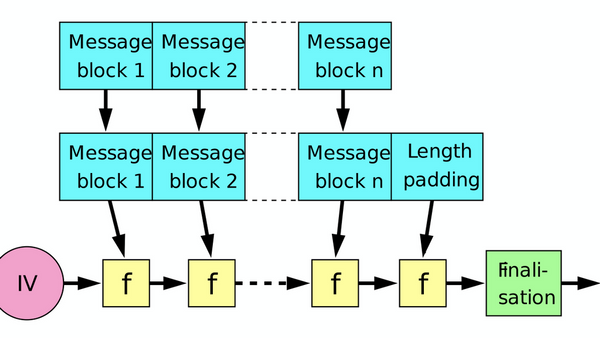 Message
block 1
Message
block 2
Message
block n
Message
block 1
Message
block 2
Message
block n
Length
padding
IV
f
f
f
f
Finali-
sation